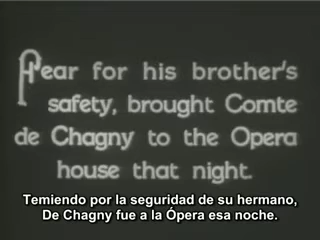 Fear for his brother's
safety, brought Comte
de Chagny to the Opera
house that night.
Temiendo por la seguridad de su hermano,
De Chagny fue a la Ópera esa noche.